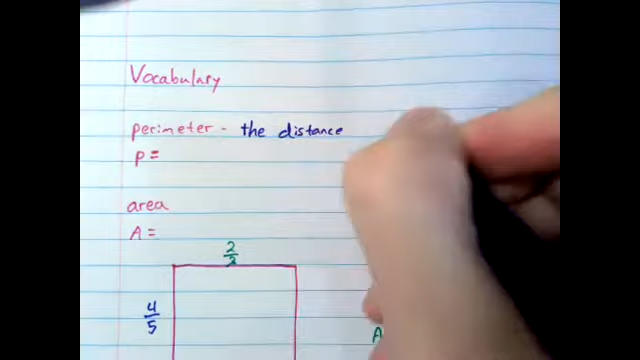 Vocabulary
perimeter - the distance
P =
area
A =
2/3
4/5
A